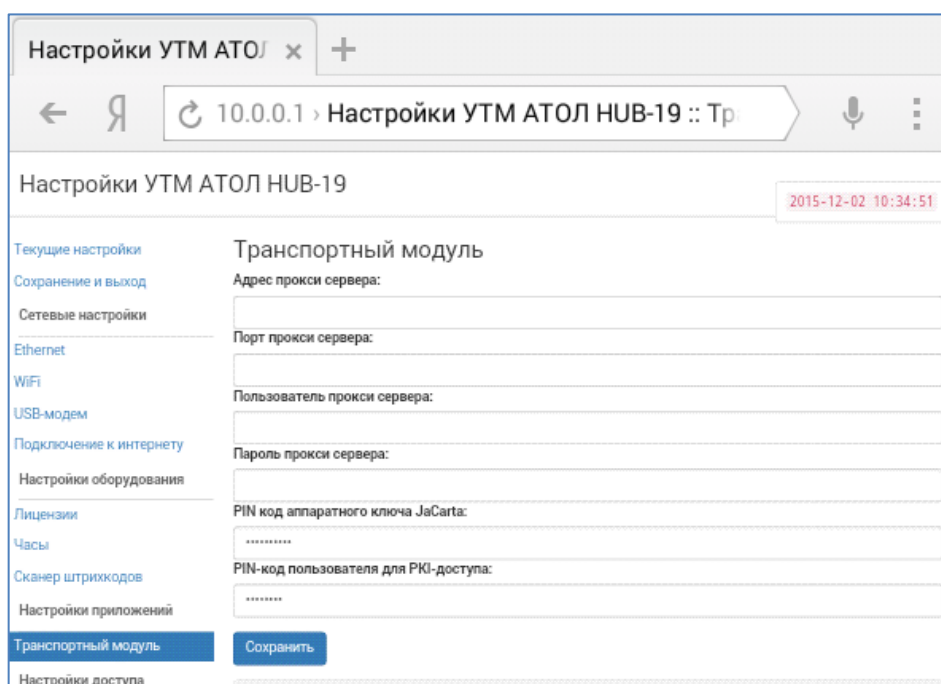 Настройки УТМ АТОЛ
10.0.0.1 › Настройки УТМ АТОЛ HUB-19 :: Тра
Настройки УТМ АТОЛ HUB-19
2015-12-02 10:34:51
Текущие настройки
Сохранение и выход
Сетевые настройки
Ethernet
WiFi
USB-модем
Подключение к интернету
Настройки оборудования
Лицензии
Часы
Сканер штрихкодов
Настройки приложений
Транспортный модуль
Настройки доступа
Транспортный модуль
Адрес прокси сервера:
Порт прокси сервера:
Пользователь прокси сервера:
Пароль прокси сервера:
PIN код аппаратного ключа JaCarta:
••••••••••
PIN-код пользователя для PKI-доступа:
••••••••
Сохранить